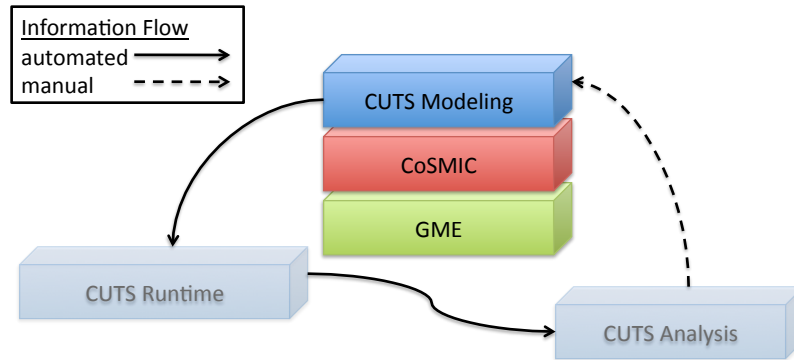 Information Flow
automated
manual
CUTS Modeling
CoSMIC
GME
CUTS Runtime
CUTS Analysis